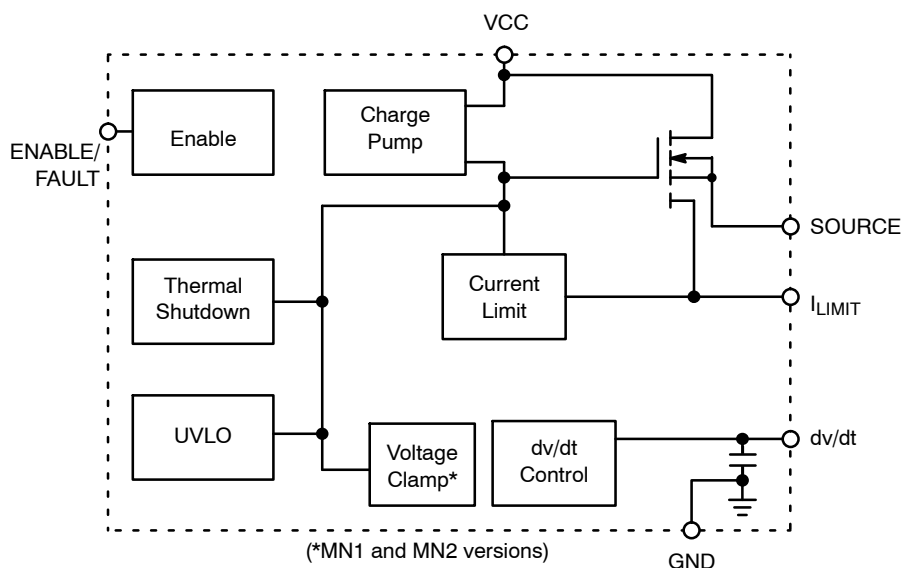 VCC
Enable
Charge
Pump
ENABLE/
FAULT
SOURCE
Thermal
Shutdown
Current
Limit
ILIMIT
UVLO
Voltage
Clamp*
dv/dt
Control
dv/dt
(*MN1 and MN2 versions)
GND